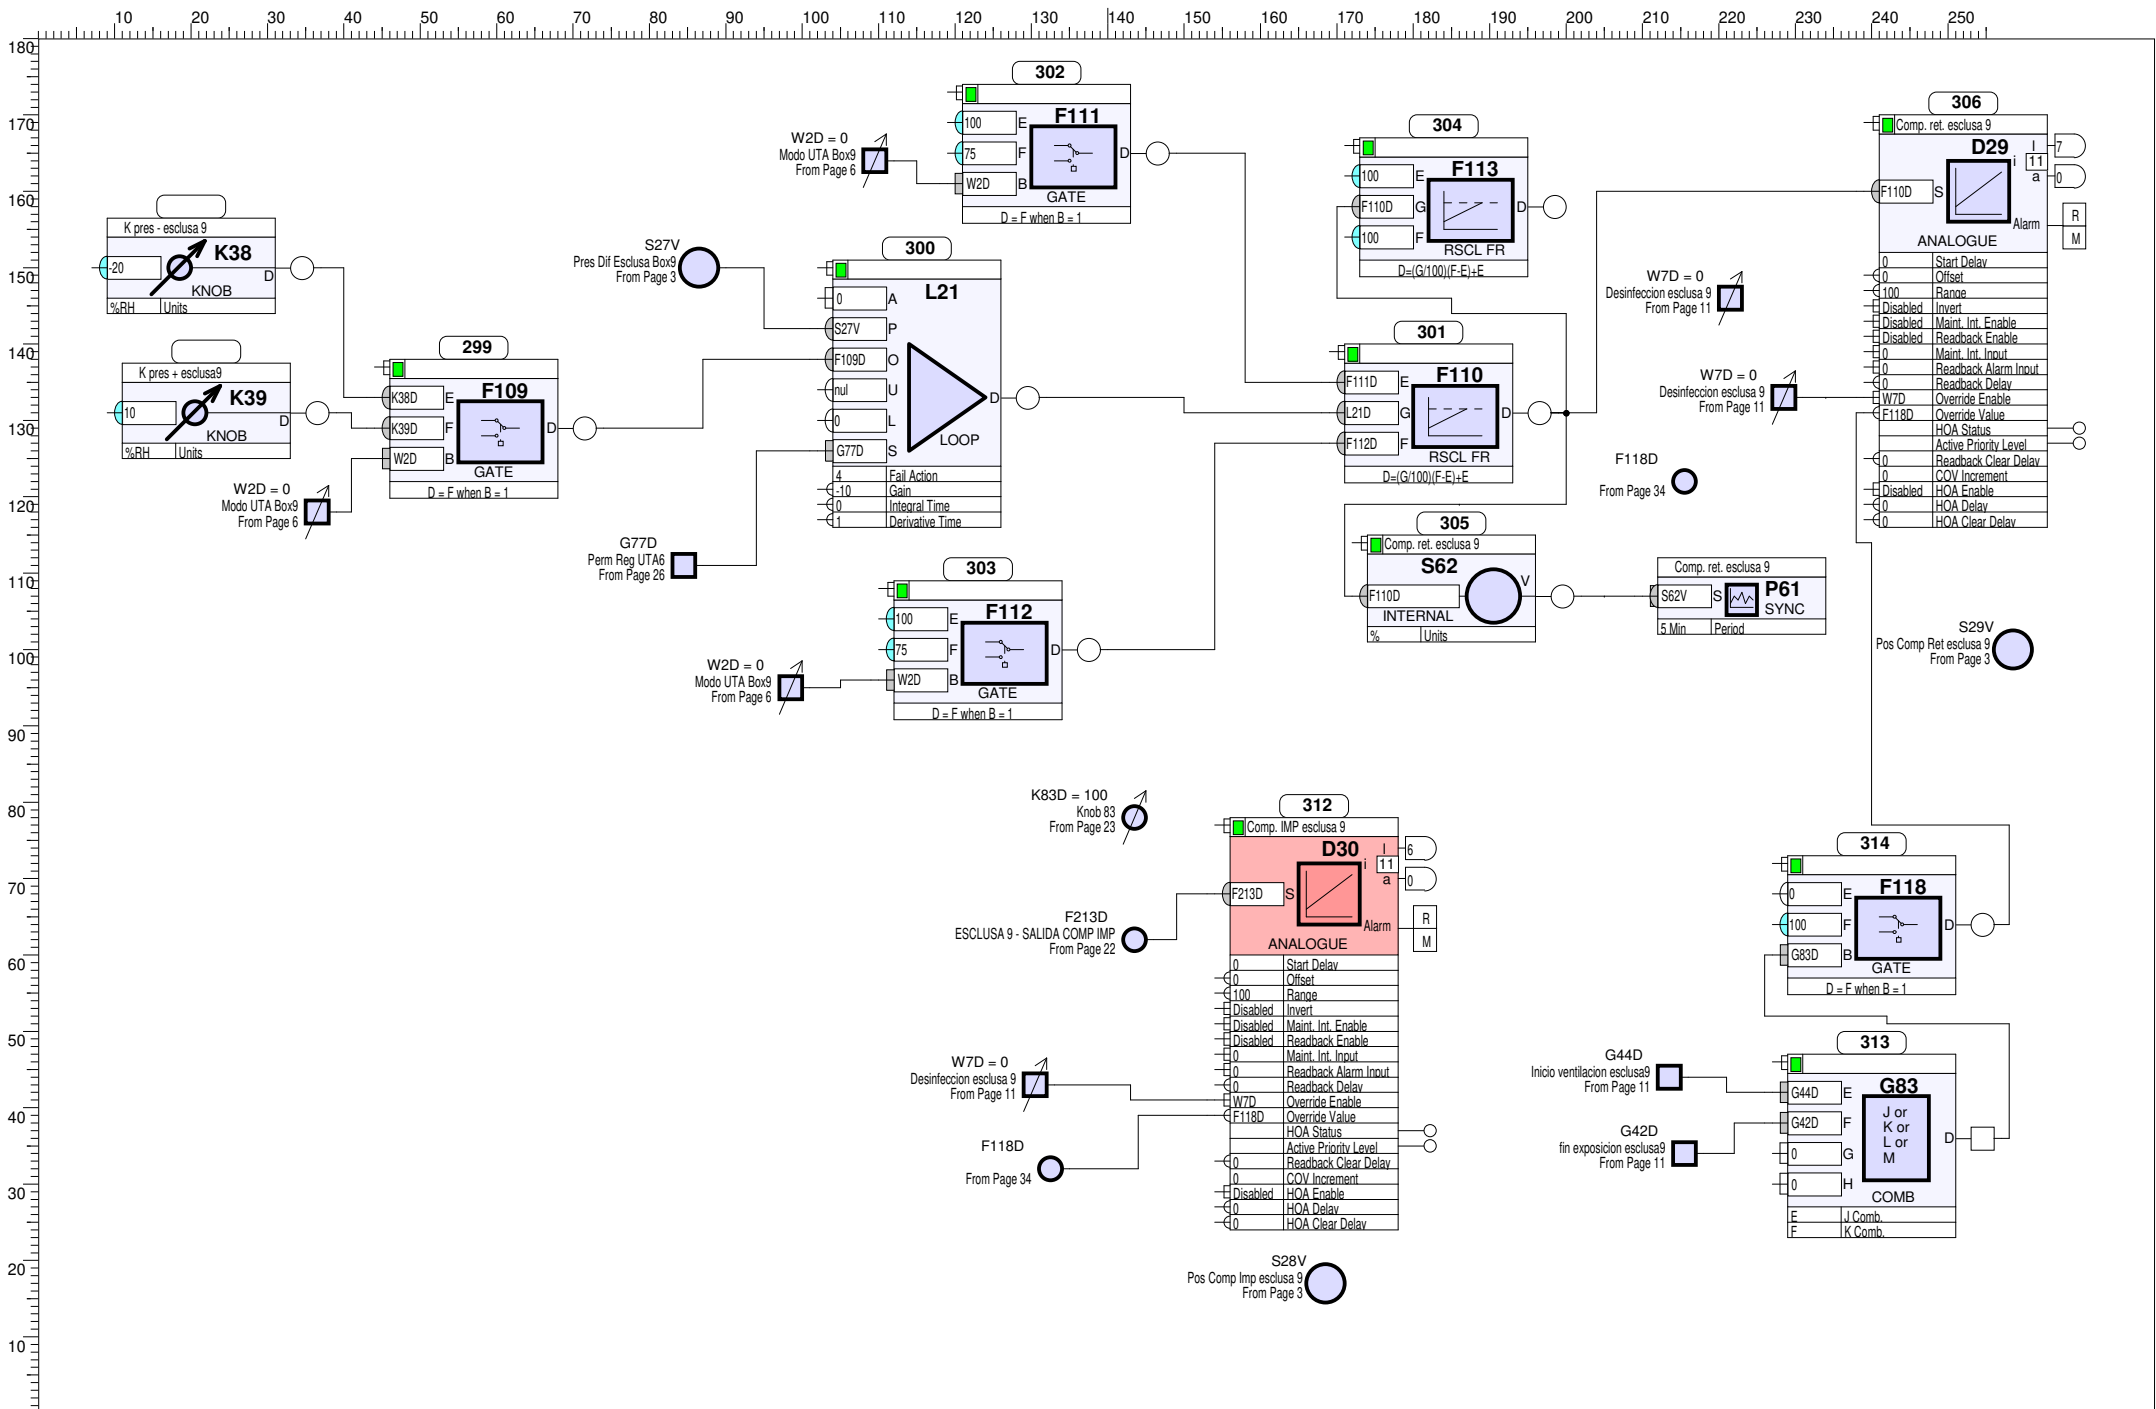 10 20 30 40 50 60 70 80 90 100 110 120 130 140 150 160 170 180 190 200 210 220 230 240 250
180
170
160
150
140
130
120
110
100
90
80
70
60
50
40
30
20
10
K pres - esclusa 9
K38
-20
D
KNOB
%RH Units
K pres + esclusa9
K39
10
D
KNOB
%RH Units
W2D = 0
Modo UTA Box9
From Page 6
299
F109
K38D E
K39D F D
W2D B
GATE
D = F when B = 1
302
F111
100 E
75 F D
W2D B
GATE
D = F when B = 1
W2D = 0
Modo UTA Box9
From Page 6
S27V
Pres Dif Esclusa Box9
From Page 3
300
L21
0 A
S27V P
F109D O
nul U
D
0 L
LOOP
G77D S
4 Fail Action
-10 Gain
0 Integral Time
1 Derivative Time
G77D
Perm Reg UTA6
From Page 26
303
F112
100 E
75 F D
W2D B
GATE
D = F when B = 1
W2D = 0
Modo UTA Box9
From Page 6
304
F113
100 E
F110D G D
100 F
RSCL FR
D=(G/100)(F-E)+E
301
F110
F111D E
L21D G D
F112D F
RSCL FR
D=(G/100)(F-E)+E
305
Comp. ret. esclusa 9
S62
V
F110D
INTERNAL
% Units
Comp. ret. esclusa 9
P61
S62V S
SYNC
5 Min Period
W7D = 0
Desinfeccion esclusa 9
From Page 11
W7D = 0
Desinfeccion esclusa 9
From Page 11
F118D
From Page 34
306
Comp. ret. esclusa 9
D29
I 7
i 11
a 0
F110D S
Alarm
R
M
ANALOGUE
0 Start Delay
0 Offset
100 Range
Disabled Invert
Disabled Maint. Int. Enable
Disabled Readback Enable
0 Maint. Int. Input
0 Readback Alarm Input
0 Readback Delay
W7D Override Enable
F118D Override Value
HOA Status
Active Priority Level
0 Readback Clear Delay
0 COV Increment
Disabled HOA Enable
0 HOA Delay
0 HOA Clear Delay
S29V
Pos Comp Ret esclusa 9
From Page 3
K83D = 100
Knob 83
From Page 23
F213D
ESCLUSA 9 - SALIDA COMP IMP
From Page 22
312
Comp. IMP esclusa 9
D30
I 6
i 11
a 0
F213D S
Alarm
R
M
ANALOGUE
0 Start Delay
0 Offset
100 Range
Disabled Invert
Disabled Maint. Int. Enable
Disabled Readback Enable
0 Maint. Int. Input
0 Readback Alarm Input
0 Readback Delay
W7D Override Enable
F118D Override Value
HOA Status
Active Priority Level
0 Readback Clear Delay
0 COV Increment
Disabled HOA Enable
0 HOA Delay
0 HOA Clear Delay
W7D = 0
Desinfeccion esclusa 9
From Page 11
F118D
From Page 34
S28V
Pos Comp Imp esclusa 9
From Page 3
314
F118
0 E
100 F D
G83D B
GATE
D = F when B = 1
313
G83
G44D E
G42D F
0 G
0 H
J or
K or
L or
M
D
COMB
E J Comb.
F K Comb.
G44D
Inicio ventilacion esclusa9
From Page 11
G42D
fin exposicion esclusa9
From Page 11